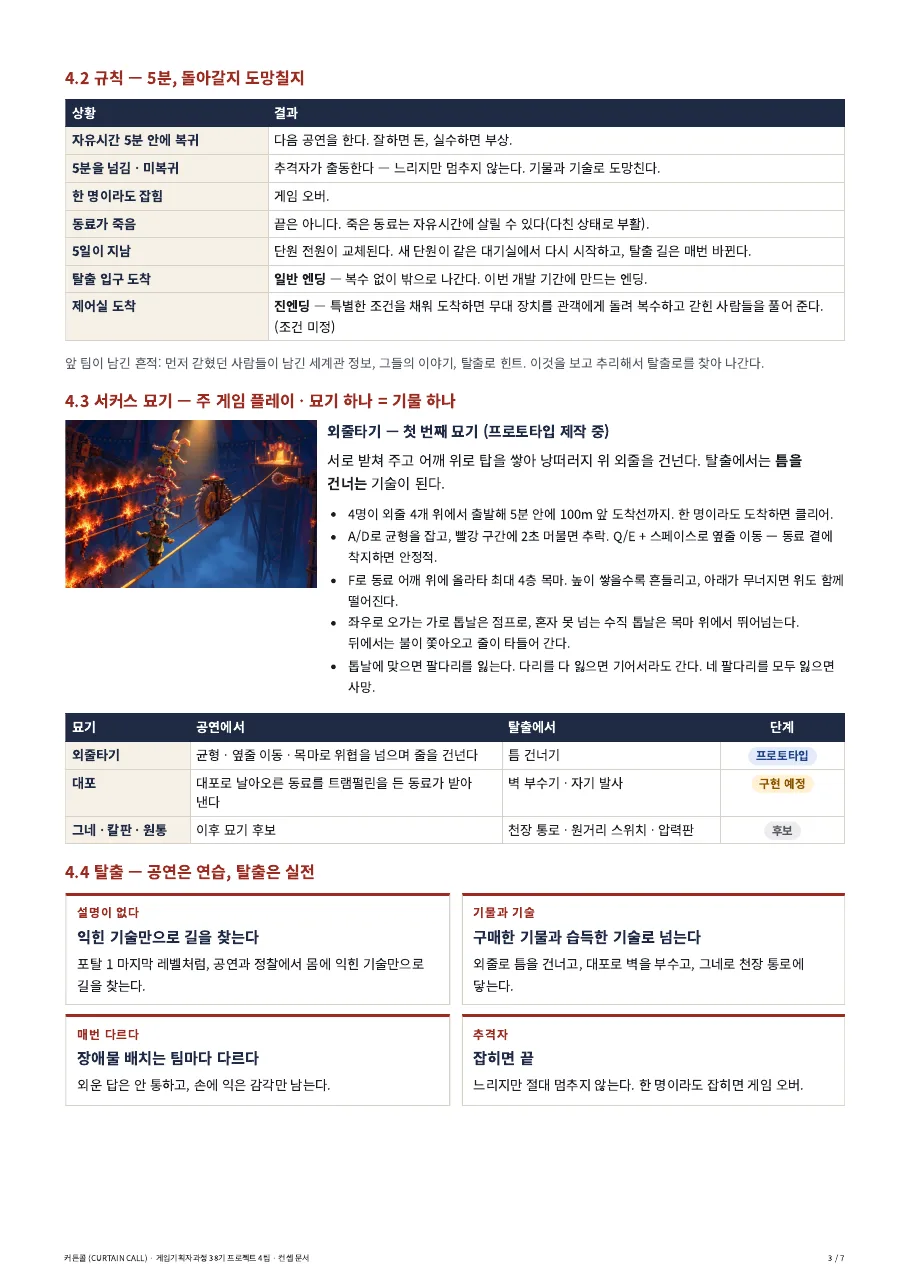 4.2 규칙 — 5분, 돌아갈지 도망칠지
상황 결과
자유시간 5분 안에 복귀 다음 공연을 한다. 잘하면 돈, 실수하면 부상.
5분을 넘김 · 미복귀 추격자가 출동한다 — 느리지만 멈추지 않는다. 기물과 기술로 도망친다.
한 명이라도 잡힘 게임 오버.
동료가 죽음 끝은 아니다. 죽은 동료는 자유시간에 살릴 수 있다(다친 상태로 부활).
5일이 지남 단원 전원이 교체된다. 새 단원이 같은 대기실에서 다시 시작하고, 탈출 길은 매번 바뀐다.
탈출 입구 도착 일반 엔딩 — 복수 없이 밖으로 나간다. 이번 개발 기간에 만드는 엔딩.
제어실 도착 진엔딩 — 특별한 조건을 채워 도착하면 무대 장치를 관객에게 돌려 복수하고 갇힌 사람들을 풀어 준다.
(조건 미정)
앞 팀이 남긴 흔적: 먼저 갇혔던 사람들이 남긴 세계관 정보, 그들의 이야기, 탈출로 힌트. 이것을 보고 추리해서 탈출로를 찾아 나간다.
4.3 서커스 묘기 — 주 게임 플레이 · 묘기 하나 = 기물 하나
외줄타기 — 첫 번째 묘기 (프로토타입 제작 중)
서로 받쳐 주고 어깨 위로 탑을 쌓아 낭떠러지 위 외줄을 건넌다. 탈출에서는 틈을
건너는 기술이 된다.
• 4명이 외줄 4개 위에서 출발해 5분 안에 100m 앞 도착선까지. 한 명이라도 도착하면 클리어.
• A/D로 균형을 잡고, 빨강 구간에 2초 머물면 추락. Q/E + 스페이스로 옆줄 이동 — 동료 곁에
착지하면 안정적.
• F로 동료 어깨 위에 올라타 최대 4층 목마. 높이 쌓을수록 흔들리고, 아래가 무너지면 위도 함께
떨어진다.
• 좌우로 오가는 가로 톱날은 점프로, 혼자 못 넘는 수직 톱날은 목마 위에서 뛰어넘는다.
뒤에서는 불이 쫓아오고 줄이 타들어 간다.
• 톱날에 맞으면 팔다리를 잃는다. 다리를 다 잃으면 기어서라도 간다. 네 팔다리를 모두 잃으면
사망.
묘기 공연에서 탈출에서 단계
외줄타기 균형 · 옆줄 이동 · 목마로 위협을 넘으며 줄을 건넌다 틈 건너기 프로토타입
대포 대포로 날아오른 동료를 트램펄린을 든 동료가 받아 벽 부수기 · 자기 발사 구현 예정
낸다
그네 · 칼판 · 원통 이후 묘기 후보 천장 통로 · 원거리 스위치 · 압력판 후보
4.4 탈출 — 공연은 연습, 탈출은 실전
설명이 없다
익힌 기술만으로 길을 찾는다
포탈 1 마지막 레벨처럼, 공연과 정찰에서 몸에 익힌 기술만으로
길을 찾는다.
기물과 기술
구매한 기물과 습득한 기술로 넘는다
외줄로 틈을 건너고, 대포로 벽을 부수고, 그네로 천장 통로에
닿는다.
매번 다르다
장애물 배치는 팀마다 다르다
외운 답은 안 통하고, 손에 익은 감각만 남는다.
추격자
잡히면 끝
느리지만 절대 멈추지 않는다. 한 명이라도 잡히면 게임 오버.
커튼콜 (CURTAIN CALL) · 게임기획자과정 38기 프로젝트 4팀 · 컨셉 문서 3 / 7